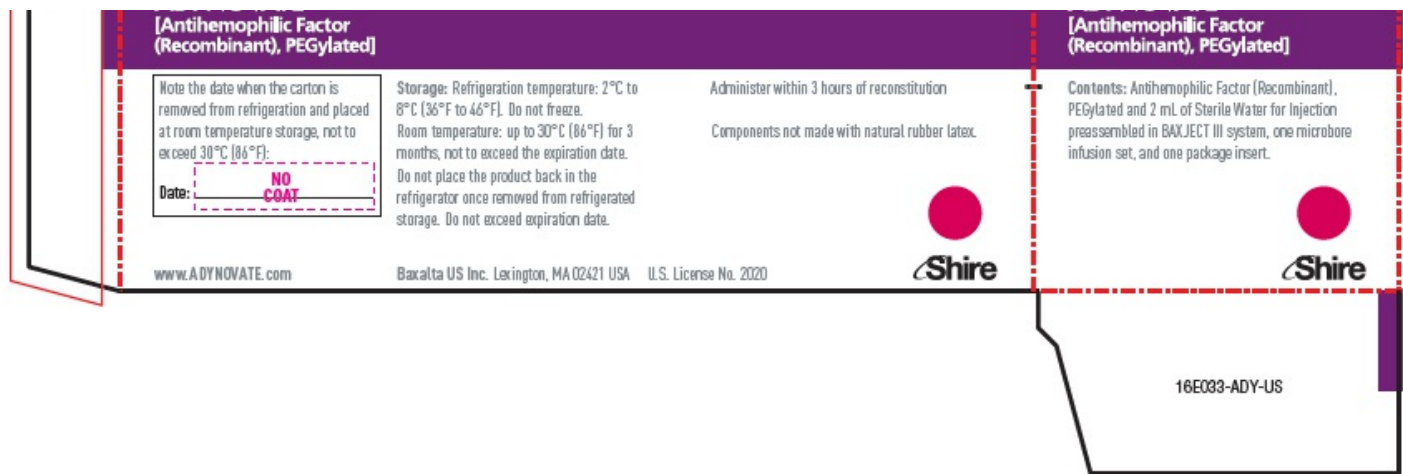 [Antihemophilic Factor
(Recombinant), PEGylated]
Note the date when the carton is
removed from refrigeration and placed
at room temperature storage, not to
exceed 30°C (86°F):
Date:
NO
COAT
Storage: Refrigeration temperature: 2°C to
8°C (36°F to 46°F). Do not freeze.
Room temperature: up to 30°C (86°F) for 3
months, not to exceed the expiration date.
Do not place the product back in the
refrigerator once removed from refrigerated
storage. Do not exceed expiration date.
Administer within 3 hours of reconstitution
Components not made with natural rubber latex.
www.ADYNOVATE.com
Baxalta US Inc. Lexington, MA 02421 USA U.S. License No. 2020
Shire
[Antihemophilic Factor
(Recombinant), PEGylated]
Contents: Antihemophilic Factor (Recombinant),
PEGylated and 2 mL of Sterile Water for Injection
preassembled in BAXJECT III system, one microbore
infusion set, and one package insert.
Shire
16E033-ADY-US